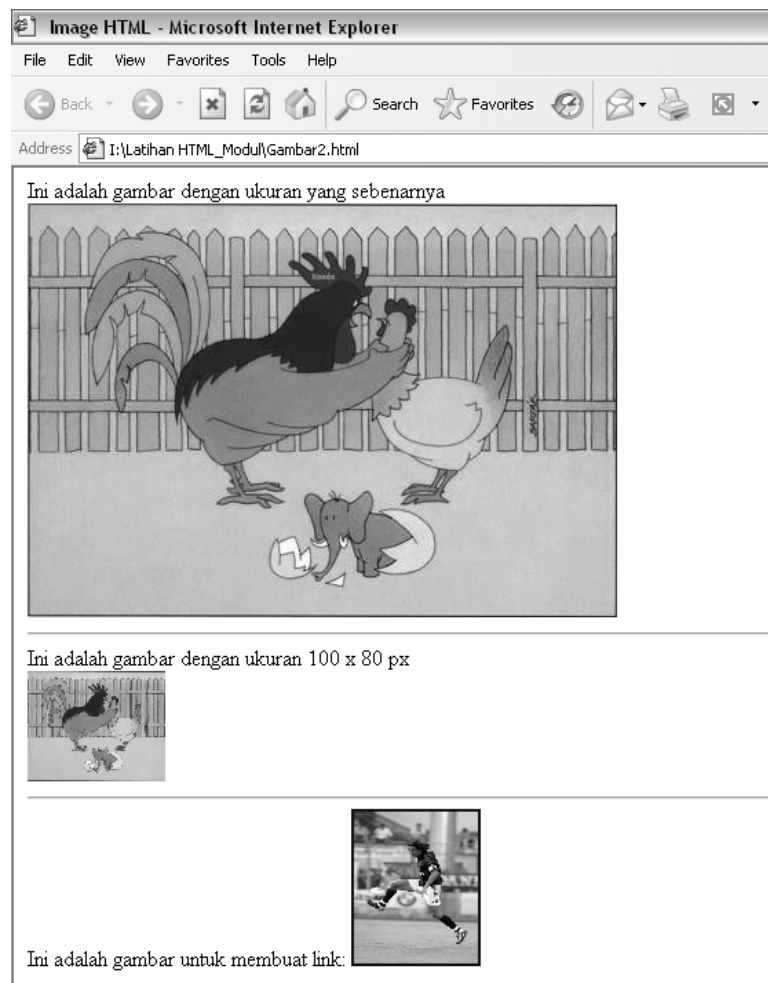 Image HTML - Microsoft Internet Explorer
File Edit View Favorites Tools Help
Back Search Favorites
Address I:\Latihan HTML_Modul\Gambar2.html
Ini adalah gambar dengan ukuran yang sebenarnya
Ini adalah gambar dengan ukuran 100 x 80 px
Ini adalah gambar untuk membuat link: